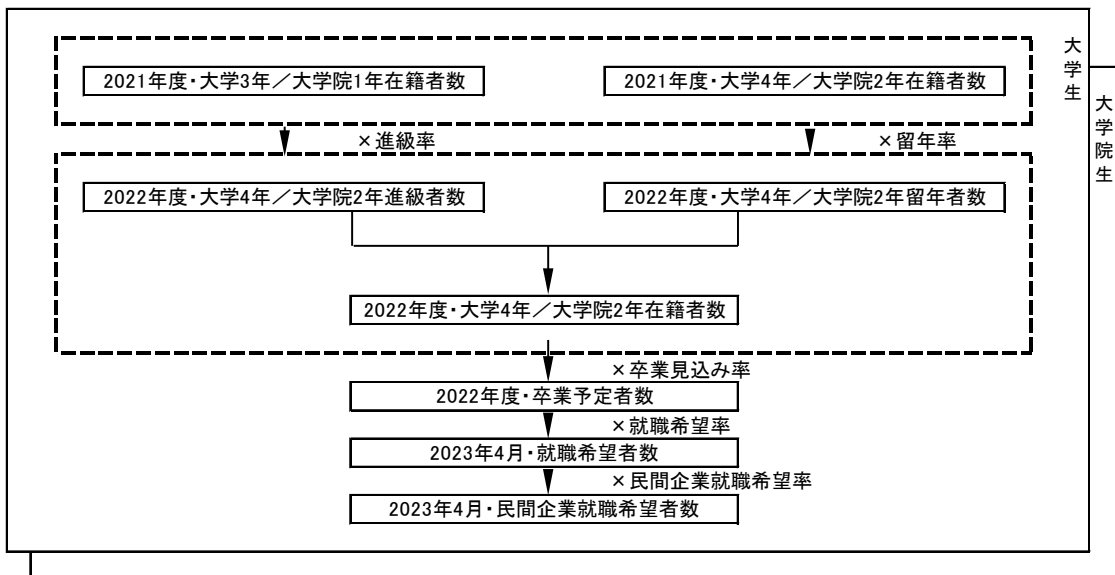 大学生
大学院生
2021年度・大学3年／大学院1年在籍者数
2021年度・大学4年／大学院2年在籍者数
×進級率
×留年率
2022年度・大学4年／大学院2年進級者数
2022年度・大学4年／大学院2年留年者数
2022年度・大学4年／大学院2年在籍者数
×卒業見込み率
2022年度・卒業予定者数
×就職希望率
2023年4月・就職希望者数
×民間企業就職希望率
2023年4月・民間企業就職希望者数